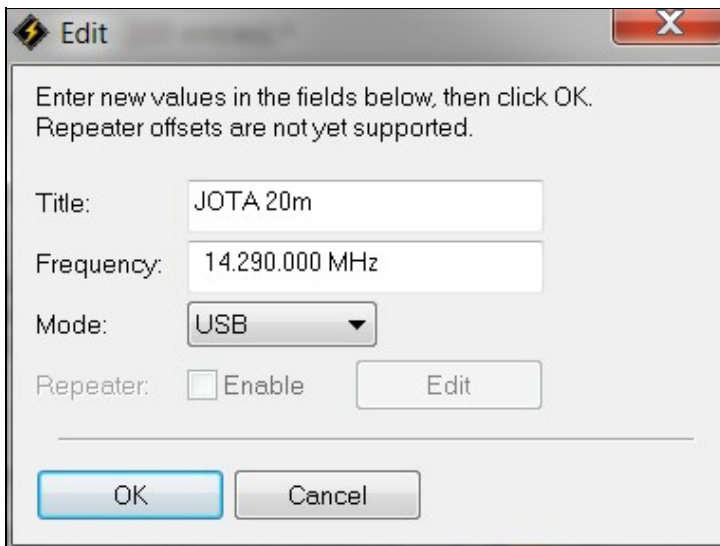 Edit
Enter new values in the fields below, then click OK.
Repeater offsets are not yet supported.
Title: JOTA 20m
Frequency: 14.290.000 MHz
Mode: USB
Repeater: Enable Edit
OK Cancel